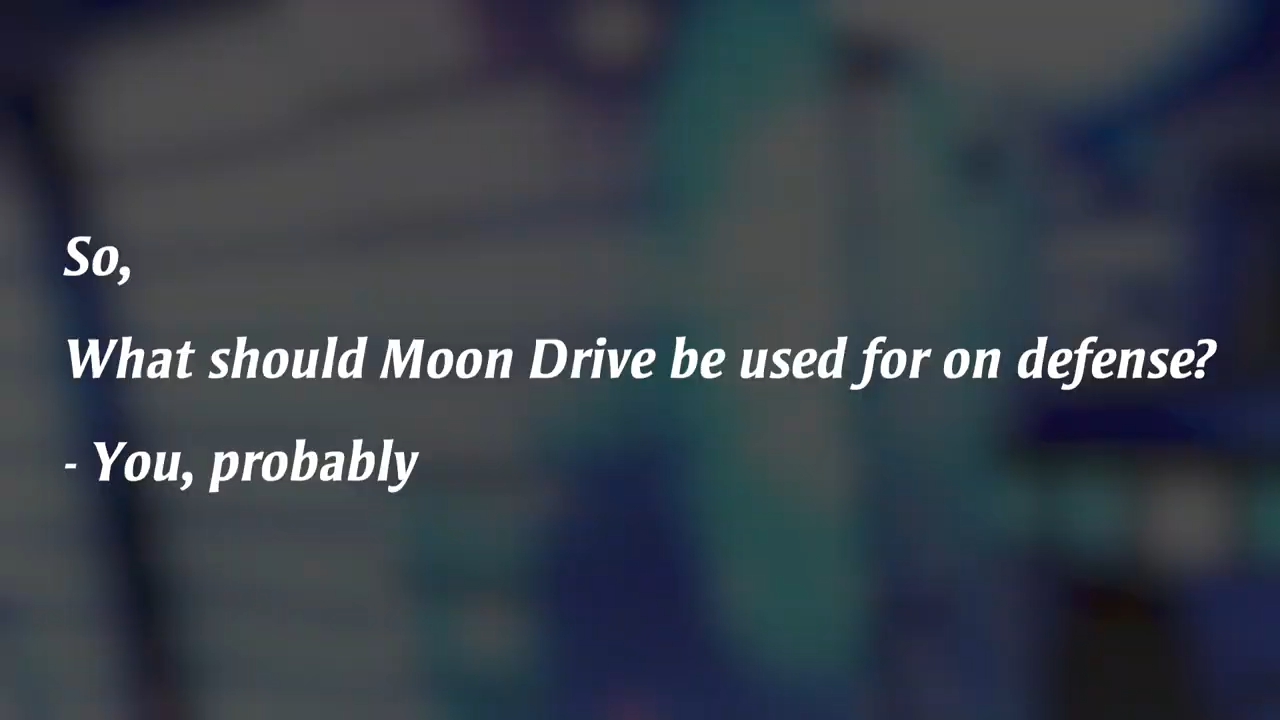 So,
What should Moon Drive be used for on defense?
- You, probably